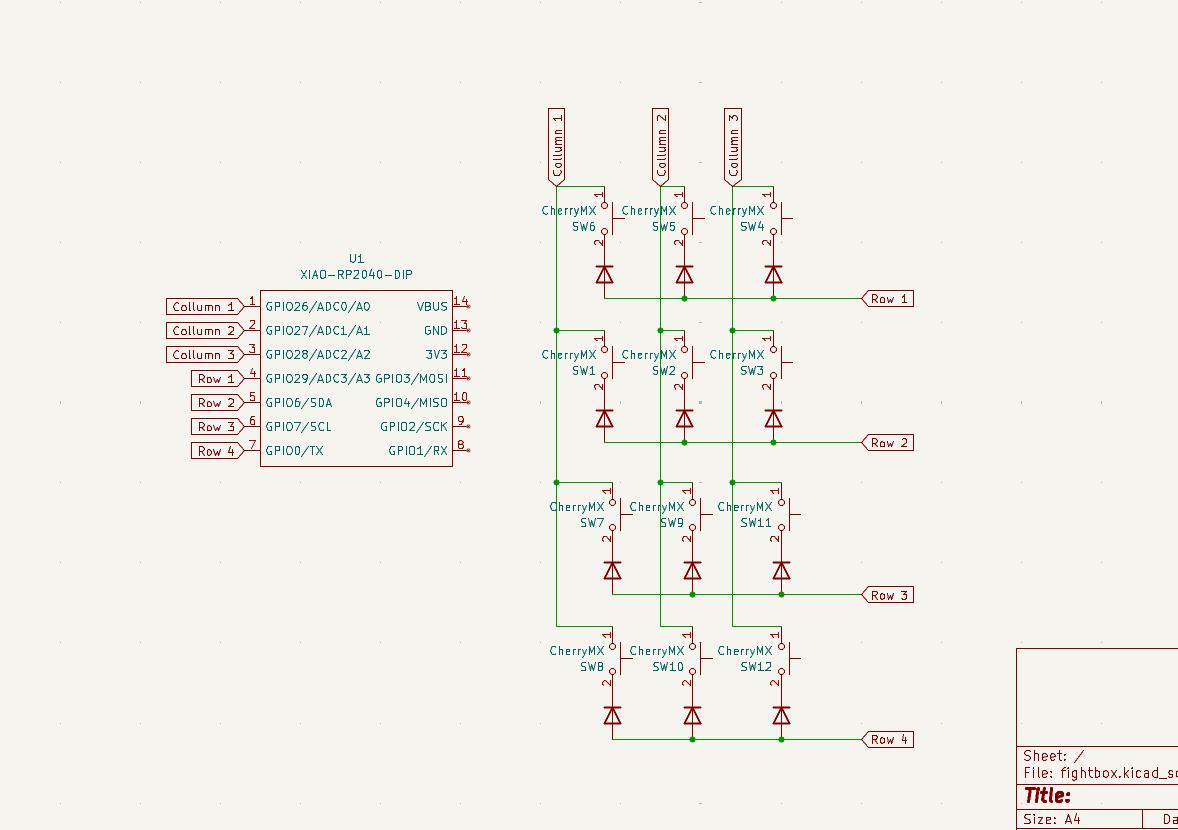 Collumn 1
Collumn 2
Collumn 3
1
1
1
CherryMX
CherryMX
CherryMX
SW6
SW5
SW4
2
2
2
U1
XIAO-RP2040-DIP
Row 1
Collumn 1
1
GPIO26/ADC0/A0
VBUS
14
Collumn 2
2
GPIO27/ADC1/A1
GND
13
Collumn 3
3
GPIO28/ADC2/A2
3V3
12
Row 1
4
GPIO29/ADC3/A3
GPIO3/MOSI
11
Row 2
5
GPIO6/SDA
GPIO4/MISO
10
Row 3
6
GPIO7/SCL
GPIO2/SCK
9
Row 4
7
GPIO0/TX
GPIO1/RX
8
1
1
1
CherryMX
CherryMX
CherryMX
SW1
SW2
SW3
2
2
2
Row 2
1
1
1
CherryMX
CherryMX
CherryMX
SW7
SW9
SW11
2
2
2
Row 3
1
1
1
CherryMX
CherryMX
CherryMX
SW8
SW10
SW12
2
2
2
Row 4
Sheet: /
File: fightbox.kicad_s
Title:
Size: A4
Da